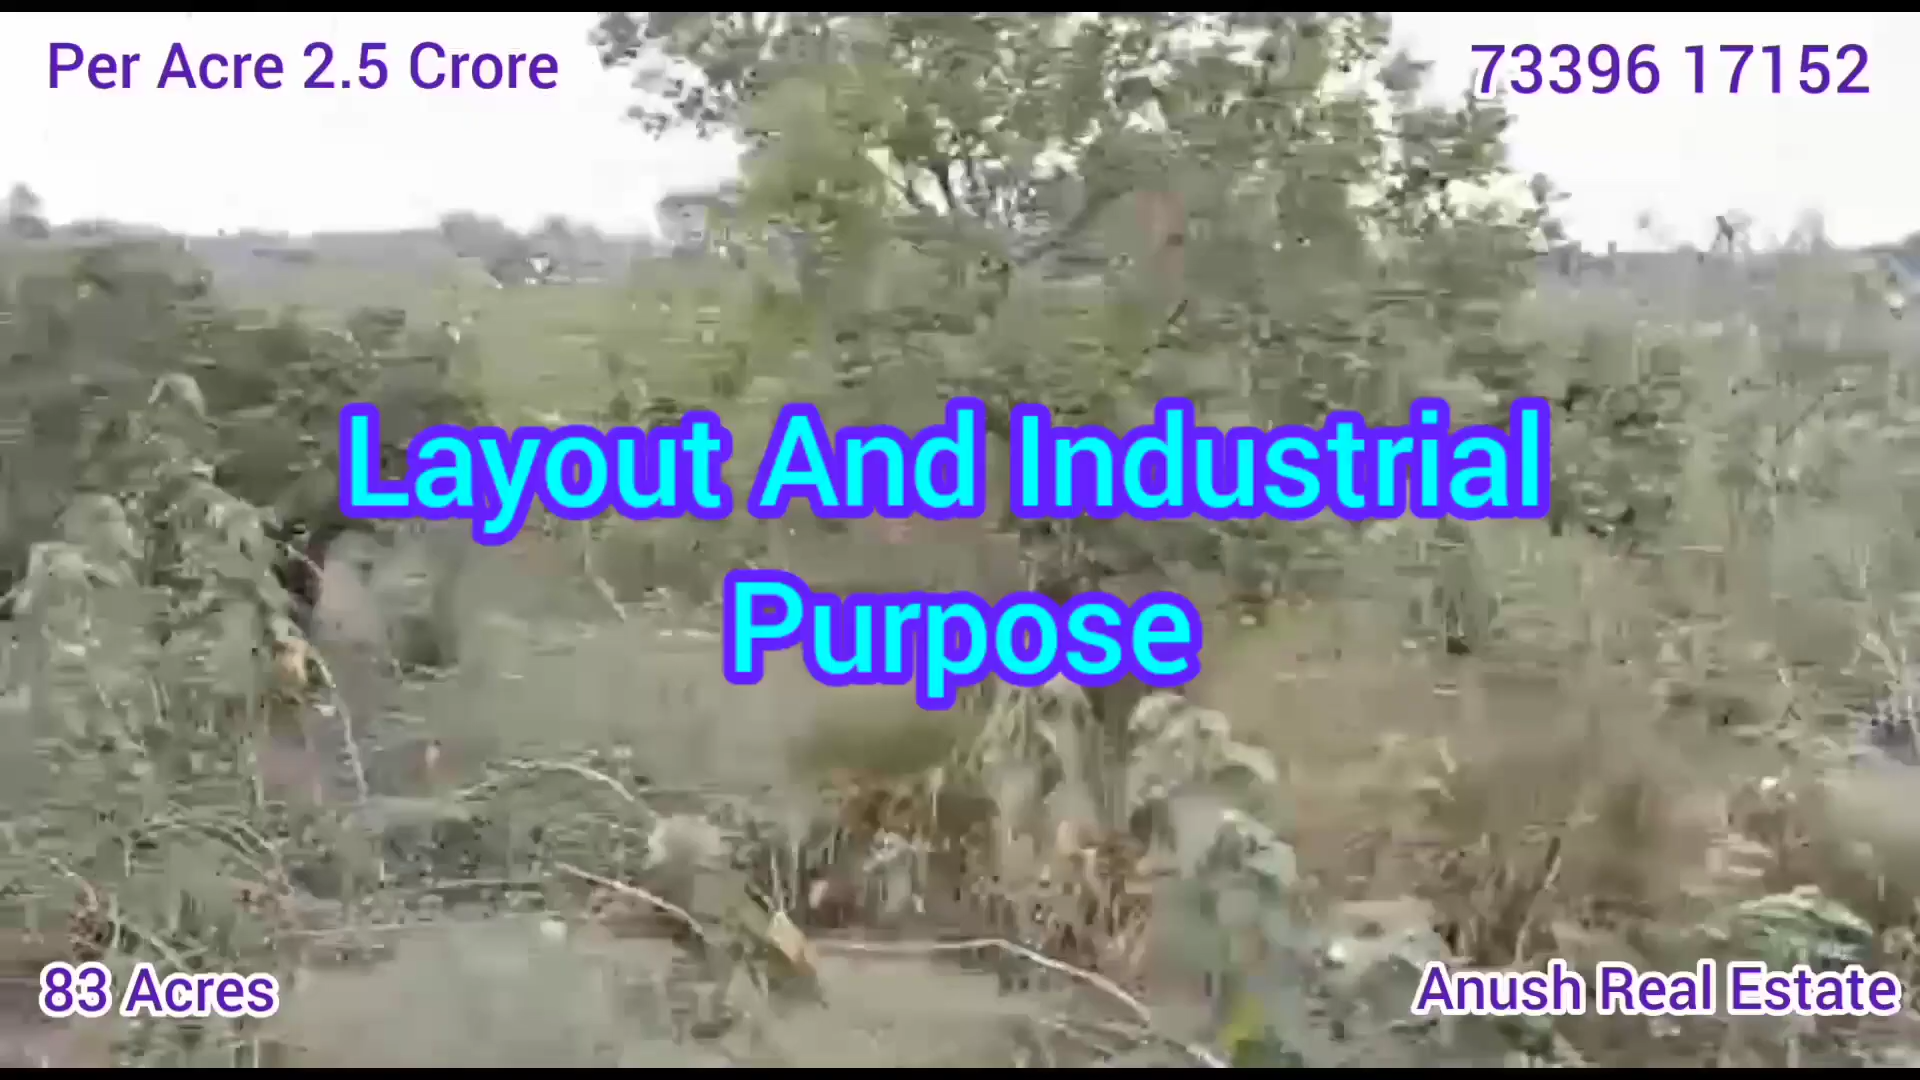 Per Acre 2.5 Crore
73396 17152
Layout And Industrial
Purpose
83 Acres
Anush Real Estate